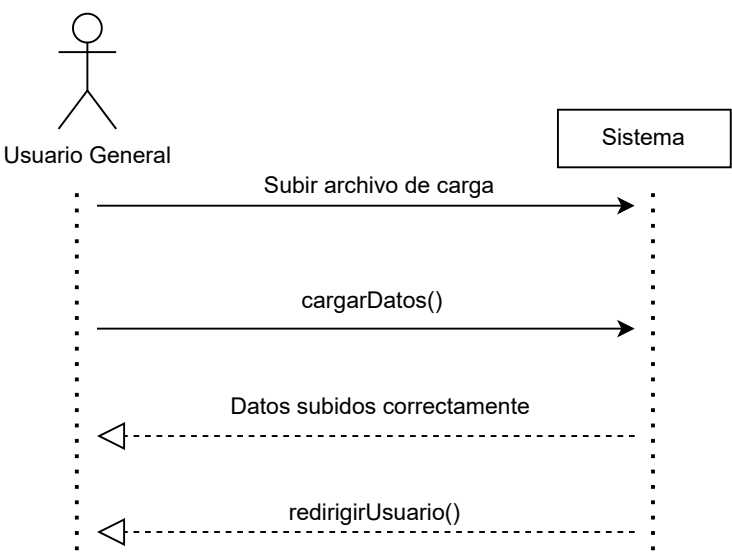 Usuario General
Sistema
Subir archivo de carga
cargarDatos()
Datos subidos correctamente
redirigirUsuario()